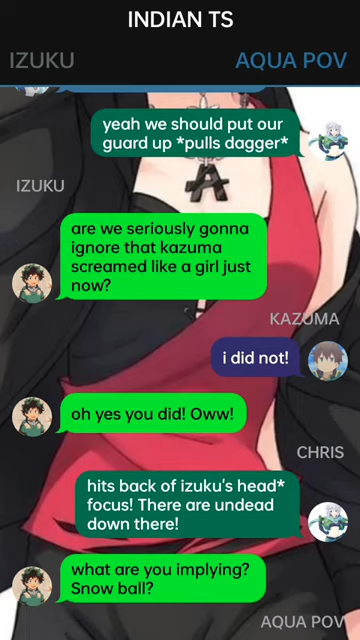 INDIAN TS
IZUKU
AQUA POV
yeah we should put our
guard up *pulls dagger*
IZUKU
are we seriously gonna
ignore that kazuma
screamed like a girl just
now?
KAZUMA
i did not!
oh yes you did! Oww!
CHRIS
hits back of izuku's head*
focus! There are undead
down there!
what are you implying?
Snow ball?
AQUA POV